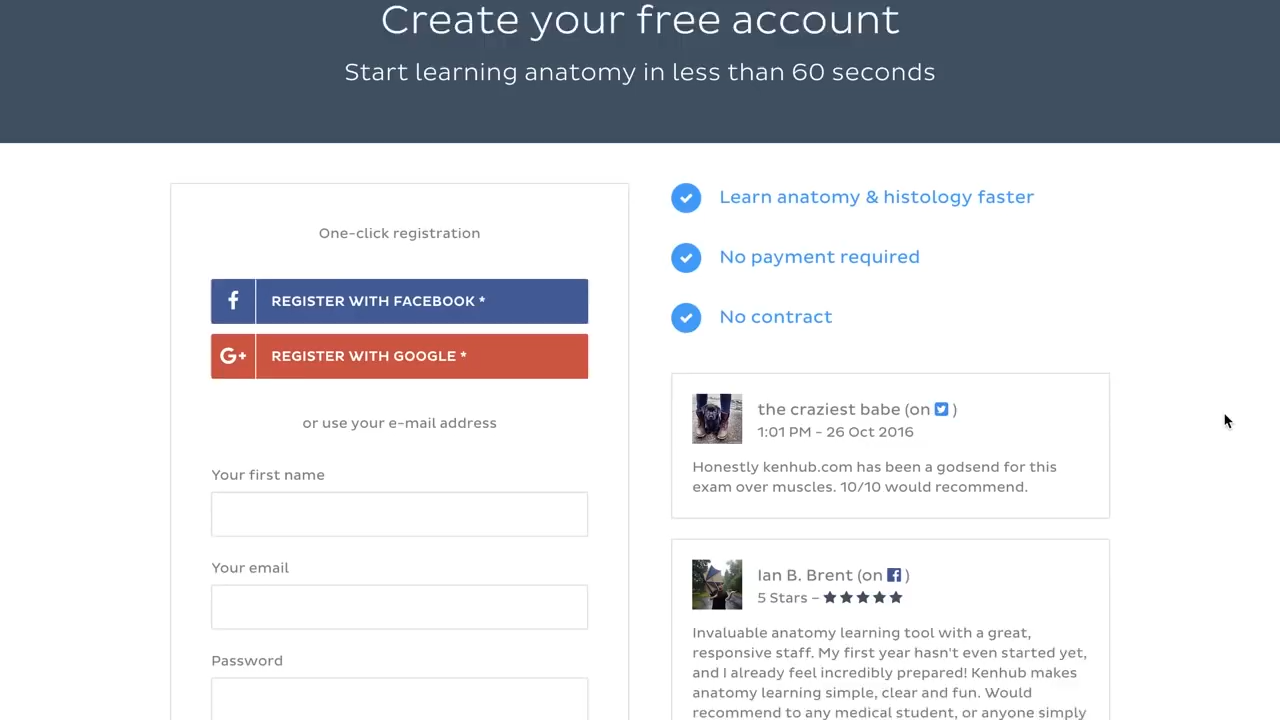 Create your free account
Start learning anatomy in less than 60 seconds
One-click registration
REGISTER WITH FACEBOOK *
G+ REGISTER WITH GOOGLE *
or use your e-mail address
Your first name
Your email
Password
Learn anatomy & histology faster
No payment required
No contract
the craziest babe (on )
1:01 PM - 26 Oct 2016
Honestly kenhub.com has been a godsend for this
exam over muscles. 10/10 would recommend.
Ian B. Brent (on )
5 Stars - ★★★★★
Invaluable anatomy learning tool with a great,
responsive staff. My first year hasn't even started yet,
and I already feel incredibly prepared! Kenhub makes
anatomy learning simple, clear and fun. Would
recommend to any medical student, or anyone simply